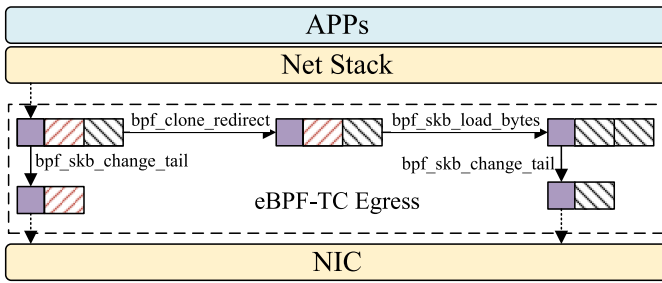 APPs
Net Stack
bpf_clone_redirect
bpf_skb_load_bytes
bpf_skb_change_tail
bpf_skb_change_tail
eBPF-TC Egress
NIC